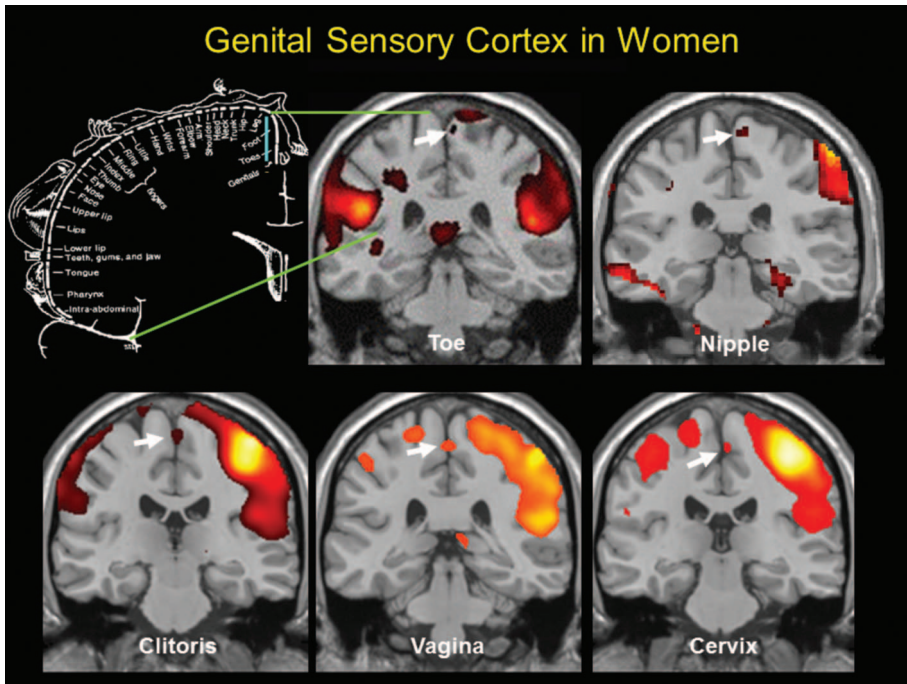 Genital Sensory Cortex in Women
Leg
Hip
Trunk
Neck
Head
Shoulder
Arm
Elbow
Forearm
Wrist
Hand
Little
Ring
Middle
Index
Thumb
Eye
Nose
Face
fingers
Foot
Toes
Genitals
Upper lip
Lips
Lower lip
Teeth, gums, and jaw
Tongue
Pharynx
Intra-abdominal
Toe
Nipple
Clitoris
Vagina
Cervix